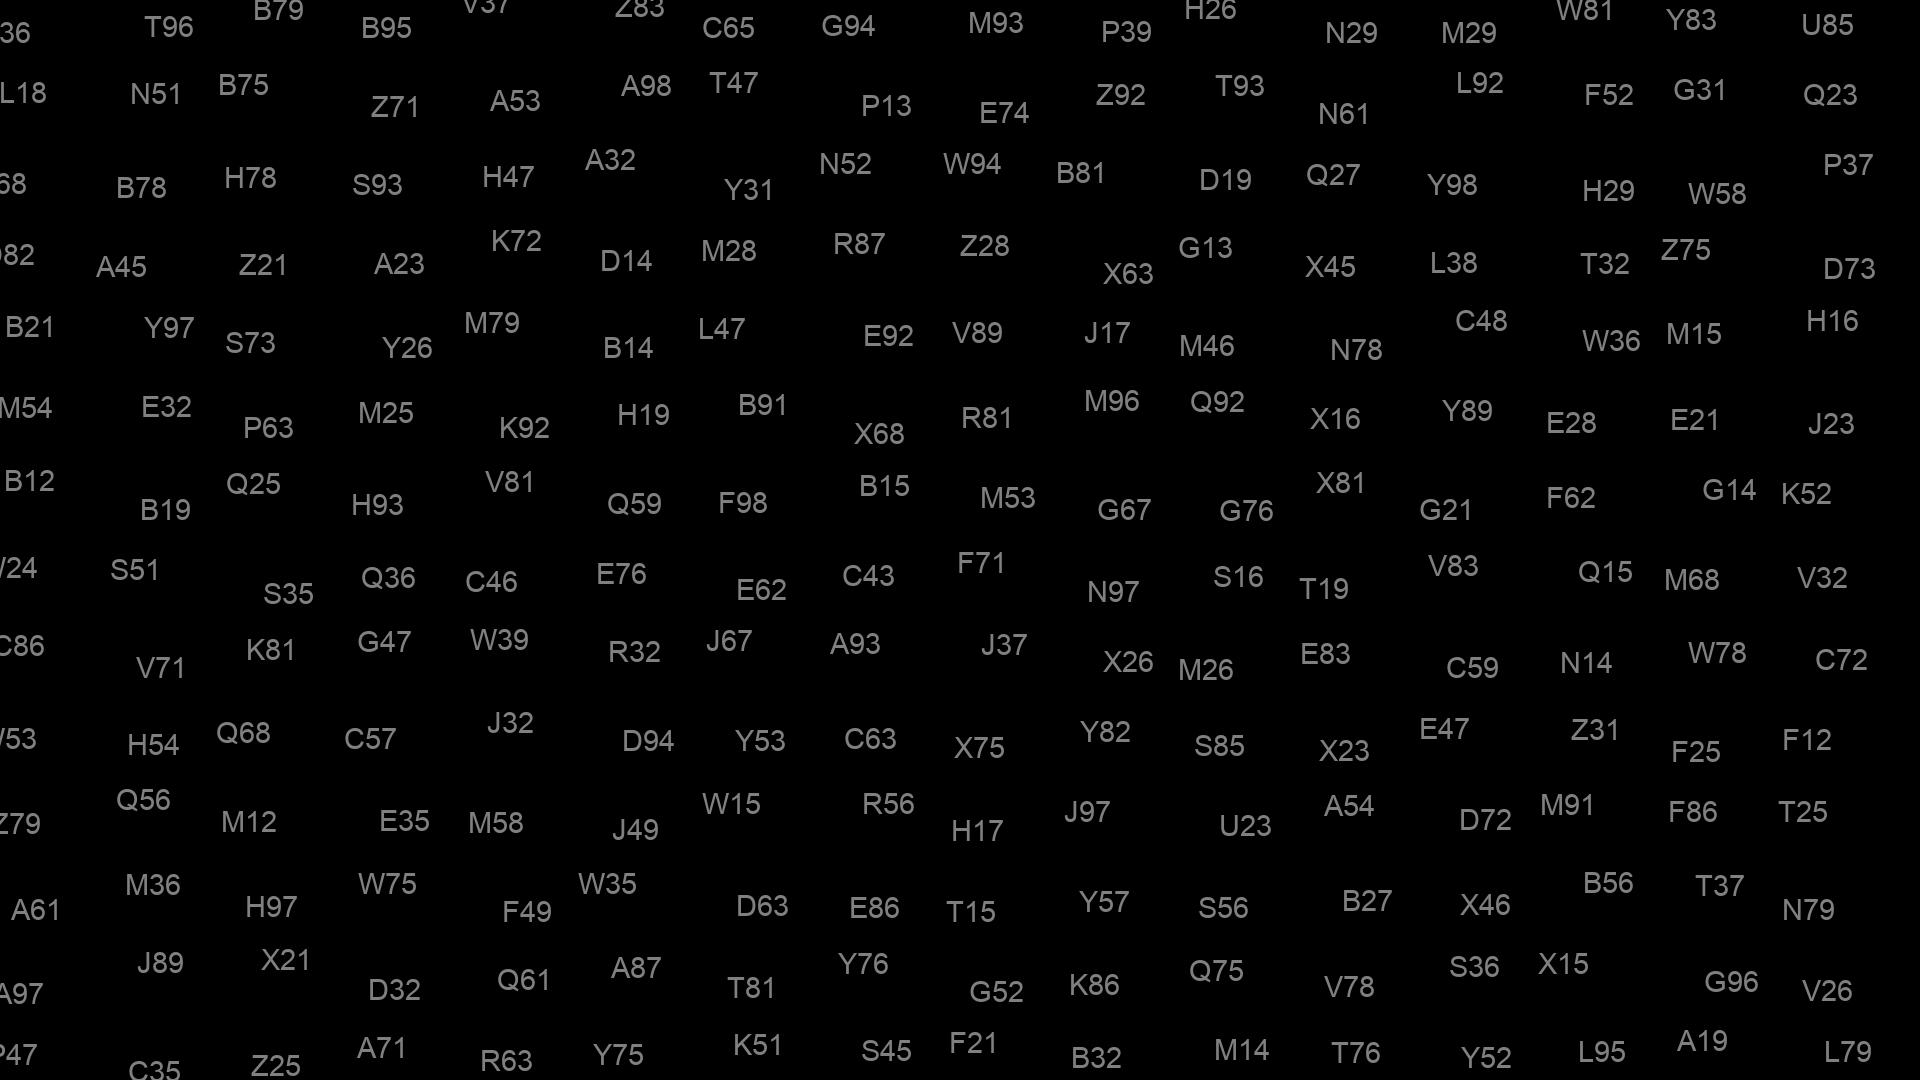 36 T96 B79 B95 V37 Z83 C65 G94 M93 P39 H26 N29 M29 W81 Y83 U85
L18 N51 B75 Z71 A53 A98 T47 P13 E74 Z92 T93 N61 L92 F52 G31 Q23
68 B78 H78 S93 H47 A32 Y31 N52 W94 B81 D19 Q27 Y98 H29 W58 P37
82 A45 Z21 A23 K72 D14 M28 R87 Z28 X63 G13 X45 L38 T32 Z75 D73
B21 Y97 S73 Y26 M79 B14 L47 E92 V89 J17 M46 N78 C48 W36 M15 H16
M54 E32 P63 M25 K92 H19 B91 X68 R81 M96 Q92 X16 Y89 E28 E21 J23
B12 B19 Q25 H93 V81 Q59 F98 B15 M53 G67 G76 X81 G21 F62 G14 K52
24 S51 S35 Q36 C46 E76 E62 C43 F71 N97 S16 T19 V83 Q15 M68 V32
C86 V71 K81 G47 W39 R32 J67 A93 J37 X26 M26 E83 C59 N14 W78 C72
53 H54 Q68 C57 J32 D94 Y53 C63 X75 Y82 S85 X23 E47 Z31 F25 F12
Z79 Q56 M12 E35 M58 J49 W15 R56 H17 J97 U23 A54 D72 M91 F86 T25
A61 M36 H97 W75 F49 W35 D63 E86 T15 Y57 S56 B27 X46 B56 T37 N79
A97 J89 X21 D32 Q61 A87 T81 Y76 G52 K86 Q75 V78 S36 X15 G96 V26
P47 C35 Z25 A71 R63 Y75 K51 S45 F21 B32 M14 T76 Y52 L95 A19 L79